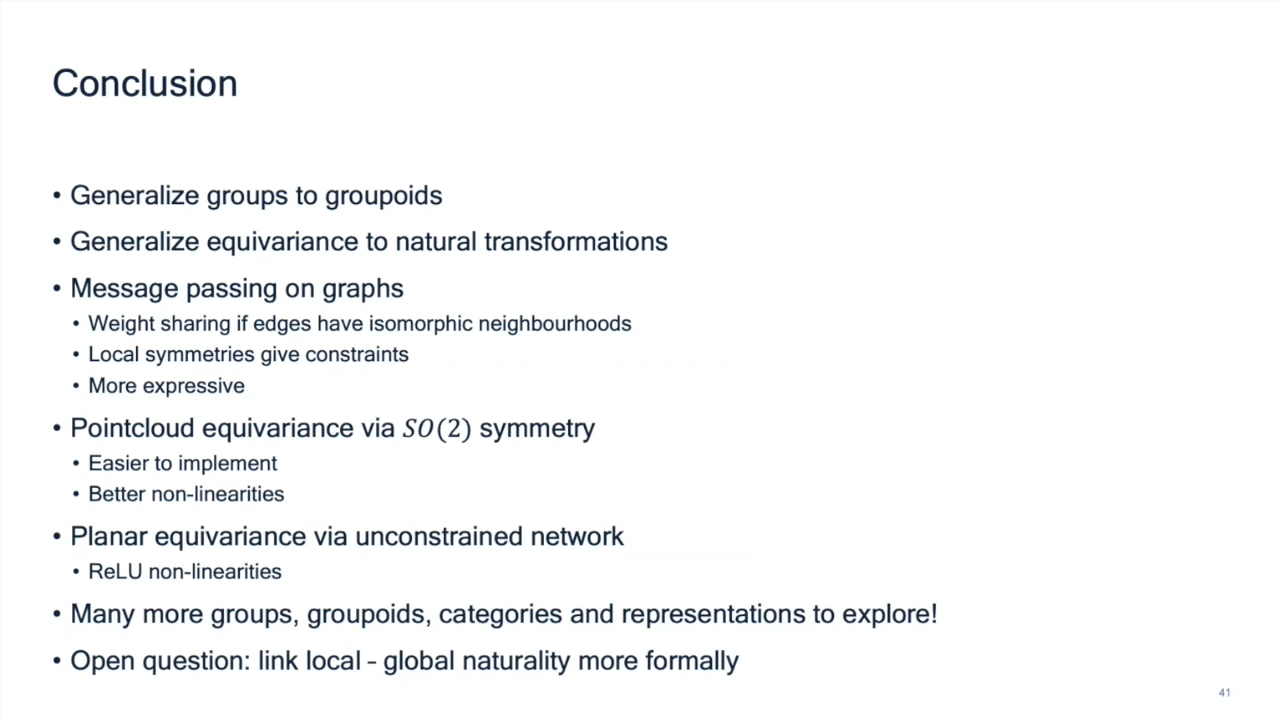 Conclusion
• Generalize groups to groupoids
• Generalize equivariance to natural transformations
• Message passing on graphs
• Weight sharing if edges have isomorphic neighbourhoods
• Local symmetries give constraints
• More expressive
• Pointcloud equivariance via 𝑆𝑂(2) symmetry
• Easier to implement
• Better non-linearities
• Planar equivariance via unconstrained network
• ReLU non-linearities
• Many more groups, groupoids, categories and representations to explore!
• Open question: link local – global naturality more formally
41